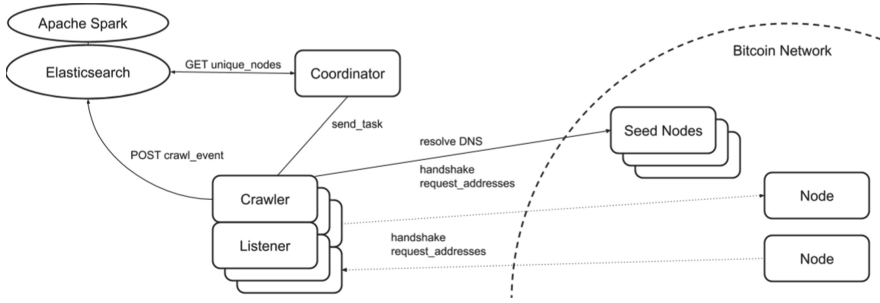 Apache Spark
Elasticsearch
GET unique_nodes
Coordinator
Bitcoin Network
send_task
Seed Nodes
resolve DNS
POST crawl_event
handshake
request_addresses
Crawler
Node
Listener
handshake
request_addresses
Node